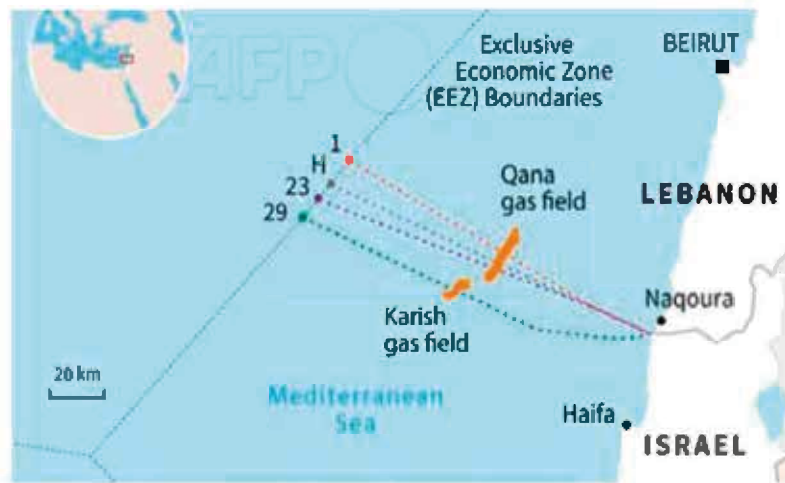 AFP
Exclusive
Economic Zone
(EEZ) Boundaries
BEIRUT
1
H
23
29
Qana
gas field
LEBANON
Karish
gas field
Naqoura
20 km
Mediterranean
Sea
Haifa
ISRAEL